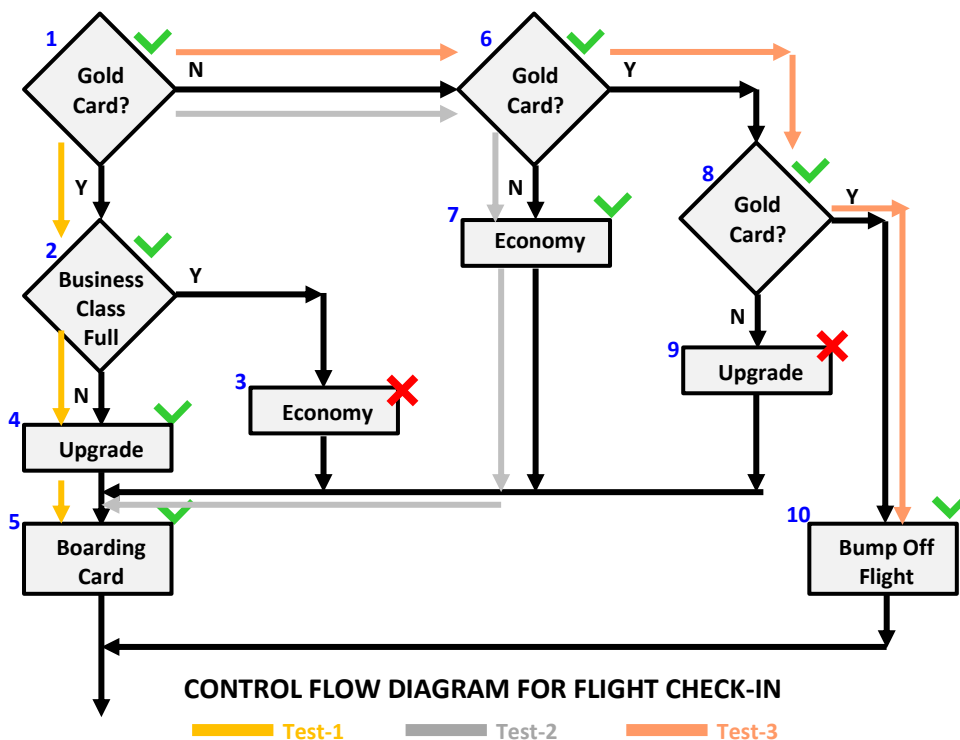 1
Gold
Card?
N
6
Gold
Card?
Y
Y
8
Gold
Card?
Y
N
7
Economy
2
Business
Class
Full
Y
N
N
9
Upgrade
3
Economy
4
Upgrade
5
Boarding
Card
10
Bump Off
Flight
CONTROL FLOW DIAGRAM FOR FLIGHT CHECK-IN
Test-1 Test-2 Test-3